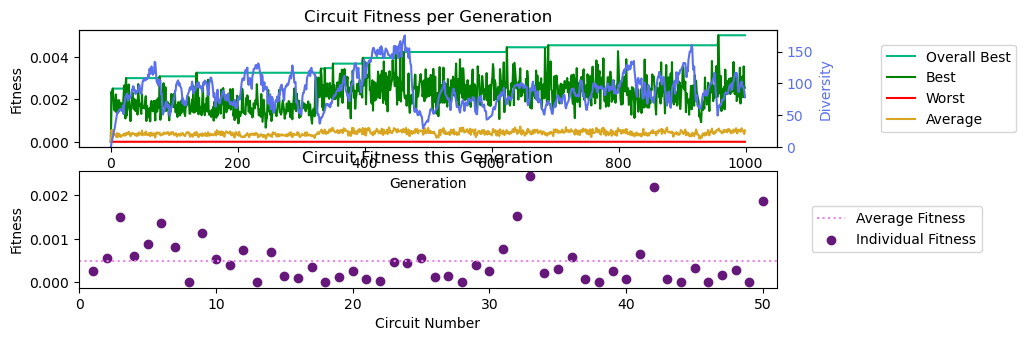 Circuit Fitness per Generation
Fitness
0.004
0.002
0.000
150
100
50
0
Diversity
0
200
400
600
800
1000
Generation
Overall Best
Best
Worst
Average
Circuit Fitness this Generation
Fitness
0.002
0.001
0.000
0
10
20
30
40
50
Circuit Number
Average Fitness
Individual Fitness